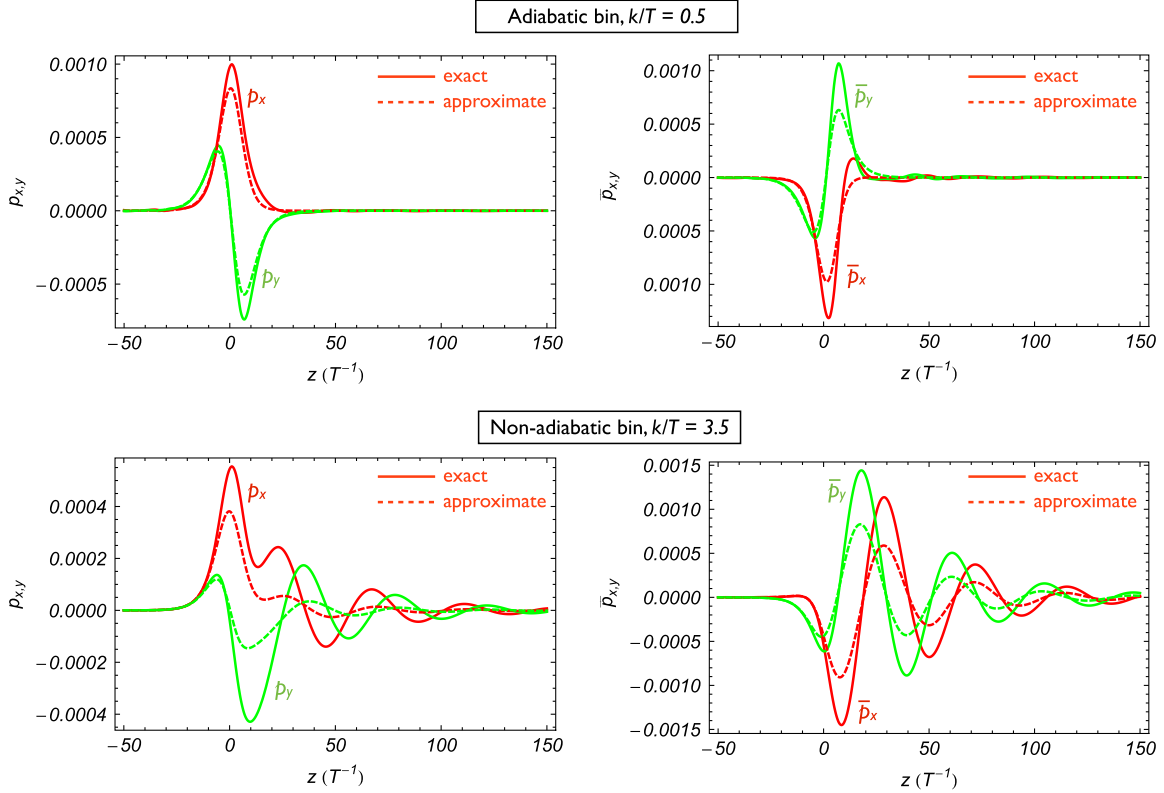 Adiabatic bin, k/T = 0.5
0.0010
0.0005
0.0000
−0.0005
p_x,y
p_x
p_y
exact
approximate
−50 0 50 100 150
z (T⁻¹)
0.0010
0.0005
0.0000
0.0005
0.0010
p̅_x,y
p̅_y
p̅_x
exact
approximate
−50 0 50 100 150
z (T⁻¹)
Non-adiabatic bin, k/T = 3.5
0.0004
0.0002
0.0000
−0.0002
−0.0004
p_x,y
p_x
p_y
exact
approximate
−50 0 50 100 150
z (T⁻¹)
0.0015
0.0010
0.0005
0.0000
−0.0005
−0.0010
−0.0015
p̅_x,y
p̅_y
p̅_x
exact
approximate
−50 0 50 100 150
z (T⁻¹)